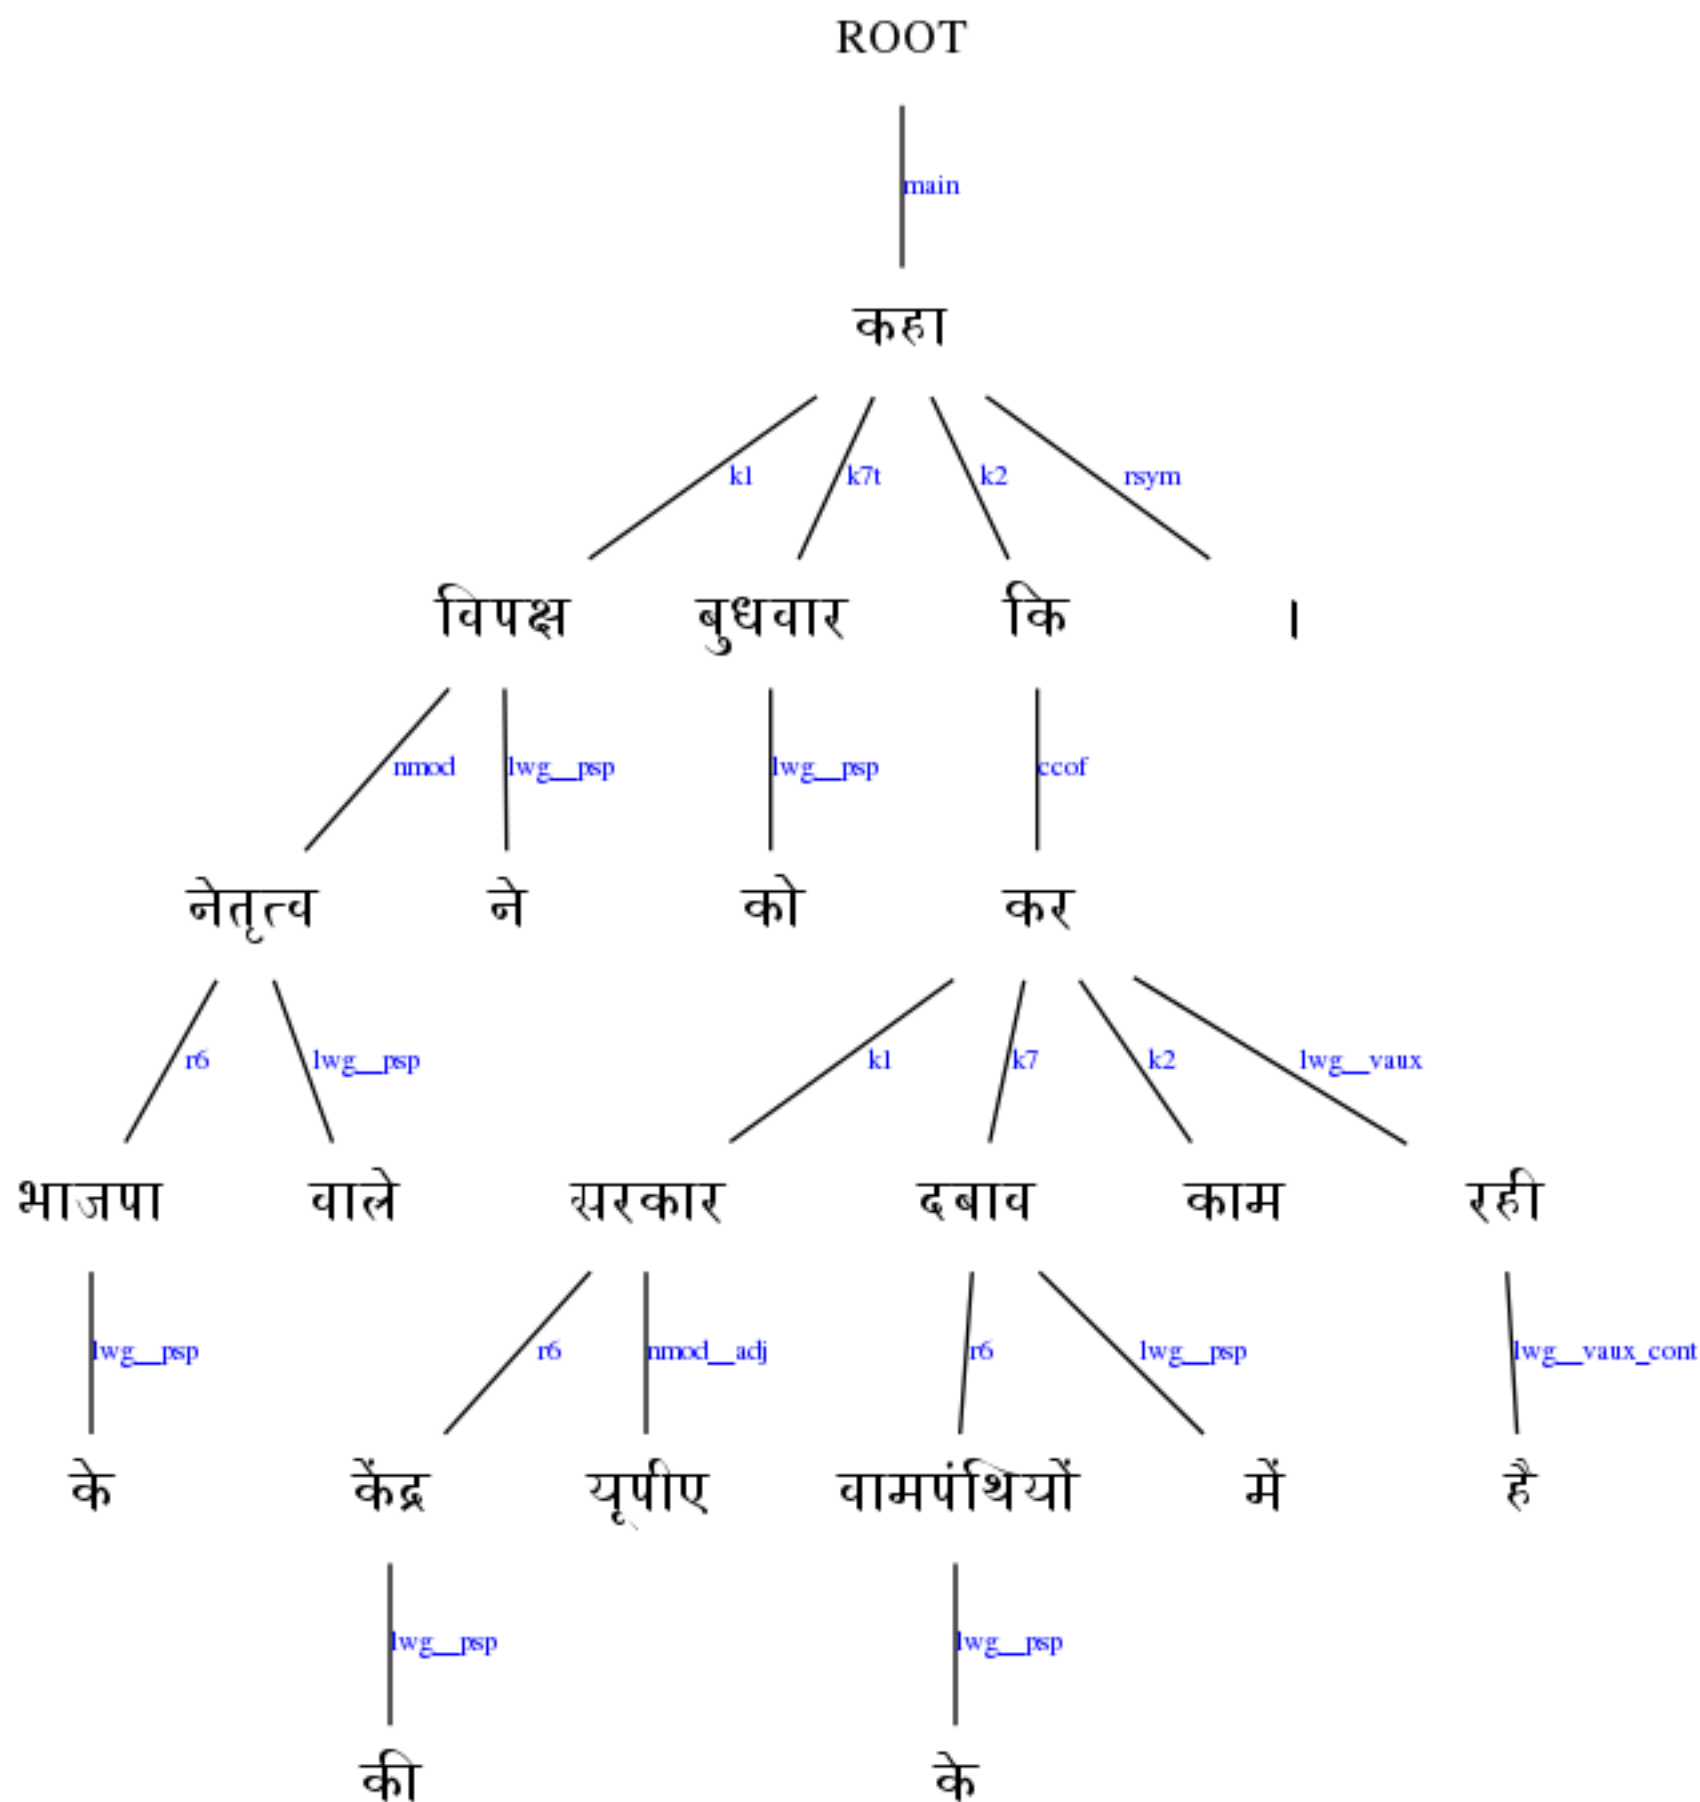 ROOT
main
कहा
k1 k7t k2 rsym
विपक्ष बुधवार कि ।
nmod lwg__psp lwg__psp ccof
नेतृत्व ने को कर
r6 lwg__psp k1 k7 k2 lwg__vaux
भाजपा वाले सरकार दबाव काम रही
lwg__psp r6 nmod__adj r6 lwg__psp lwg__vaux_cont
के केंद्र यूपीए वामपंथियों में है
lwg__psp lwg__psp
की के